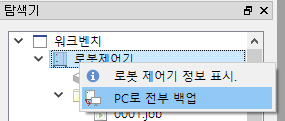 탐색기
워크벤치
로봇제어기
로봇 제어기 정보 표시.
PC로 전부 백업
0001.job